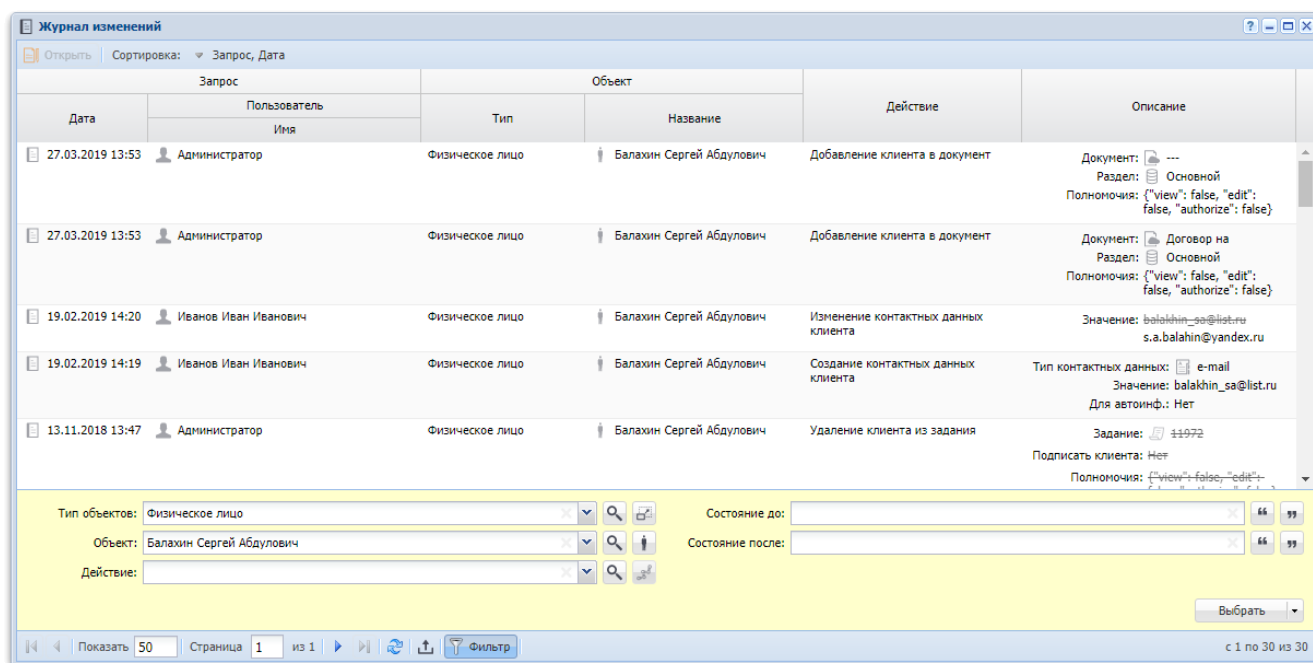 Журнал изменений
Открыть Сортировка: Запрос, Дата
Запрос Объект Действие Описание
Дата Пользователь Тип Название
Имя
27.03.2019 13:53 Администратор Физическое лицо Балахин Сергей Абдулович Добавление клиента в документ Документ: ---
Раздел: Основной
Полномочия: {"view": false, "edit":
false, "authorize": false}
27.03.2019 13:53 Администратор Физическое лицо Балахин Сергей Абдулович Добавление клиента в документ Документ: Договор на
Раздел: Основной
Полномочия: {"view": false, "edit":
false, "authorize": false}
19.02.2019 14:20 Иванов Иван Иванович Физическое лицо Балахин Сергей Абдулович Изменение контактных данных Значение: balakhin_sa@list.ru
клиента s.a.balahin@yandex.ru
19.02.2019 14:19 Иванов Иван Иванович Физическое лицо Балахин Сергей Абдулович Создание контактных данных Тип контактных данных: e-mail
клиента Значение: balakhin_sa@list.ru
Для автоинф.: Нет
13.11.2018 13:47 Администратор Физическое лицо Балахин Сергей Абдулович Удаление клиента из задания Задание: 11972
Подписать клиента: Нет
Полномочия: {"view": false, "edit":
Тип объектов: Физическое лицо Состояние до:
Объект: Балахин Сергей Абдулович Состояние после:
Действие:
Выбрать
Показать 50 Страница 1 из 1 Фильтр с 1 по 30 из 30